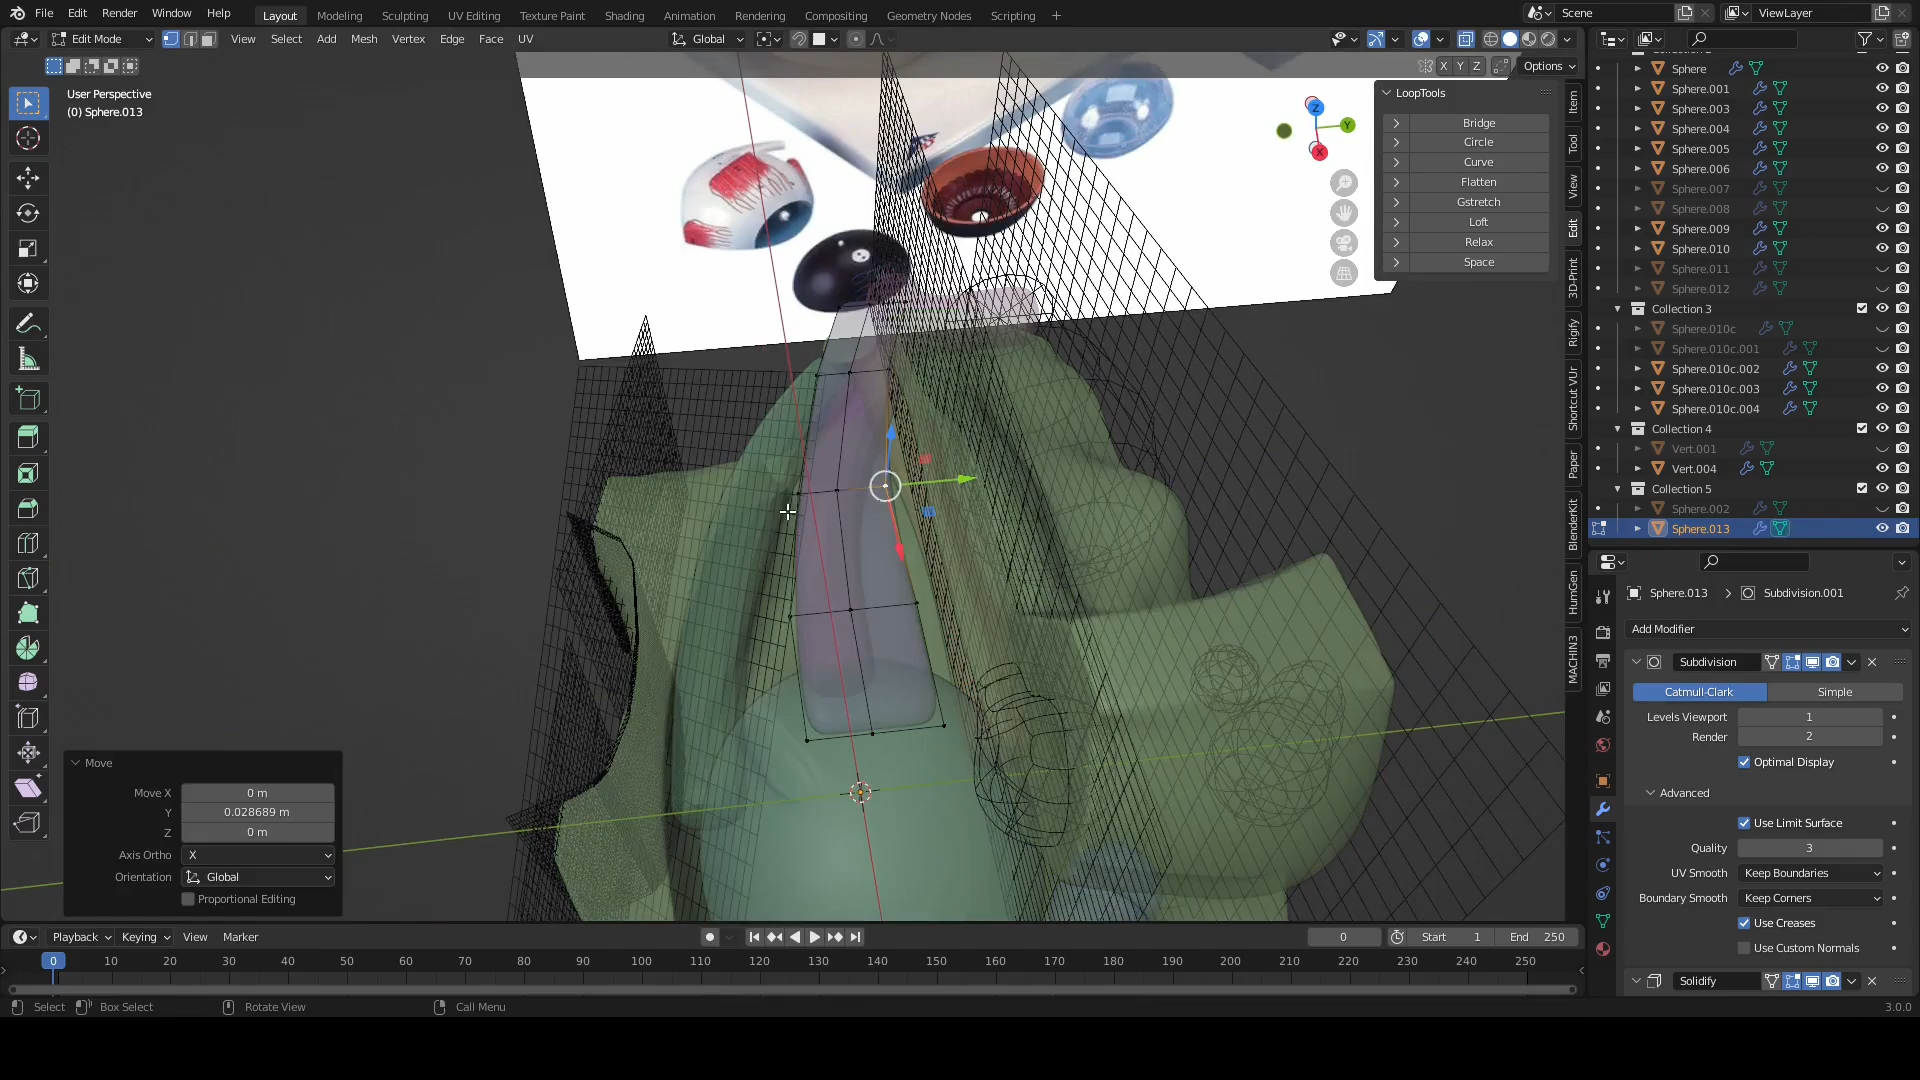 File Edit Render Window Help
Layout Modeling Sculpting UV Editing Texture Paint Shading Animation Rendering Compositing Geometry Nodes Scripting +
Scene
ViewLayer
Edit Mode
View Select Add Mesh Vertex Edge Face UV
Global
X Y Z
Options
User Perspective
(0) Sphere.013
Z
Y
X
LoopTools
Bridge
Circle
Curve
Flatten
Gstretch
Loft
Relax
Space
Item
Tool
View
Edit
3D-Print
Rigify
Shortcut VUr
Paper
BlenderKit
HumGen
MACHIN3
Sphere
Sphere.001
Sphere.003
Sphere.004
Sphere.005
Sphere.006
Sphere.007
Sphere.008
Sphere.009
Sphere.010
Sphere.011
Sphere.012
Collection 3
Sphere.010c
Sphere.010c.001
Sphere.010c.002
Sphere.010c.003
Sphere.010c.004
Collection 4
Vert.001
Vert.004
Collection 5
Sphere.002
Sphere.013
Sphere.013
Subdivision.001
Add Modifier
Subdivision
Catmull-Clark Simple
Levels Viewport 1
Render 2
Optimal Display
Advanced
Use Limit Surface
Quality 3
UV Smooth Keep Boundaries
Boundary Smooth Keep Corners
Use Creases
Use Custom Normals
Solidify
Move
Move X 0 m
Y 0.028689 m
Z 0 m
Axis Ortho X
Orientation Global
Proportional Editing
Playback Keying View Marker
0
Start 1
End 250
0 10 20 30 40 50 60 70 80 90 100 110 120 130 140 150 160 170 180 190 200 210 220 230 240 250
Select Box Select Rotate View Call Menu
3.0.0